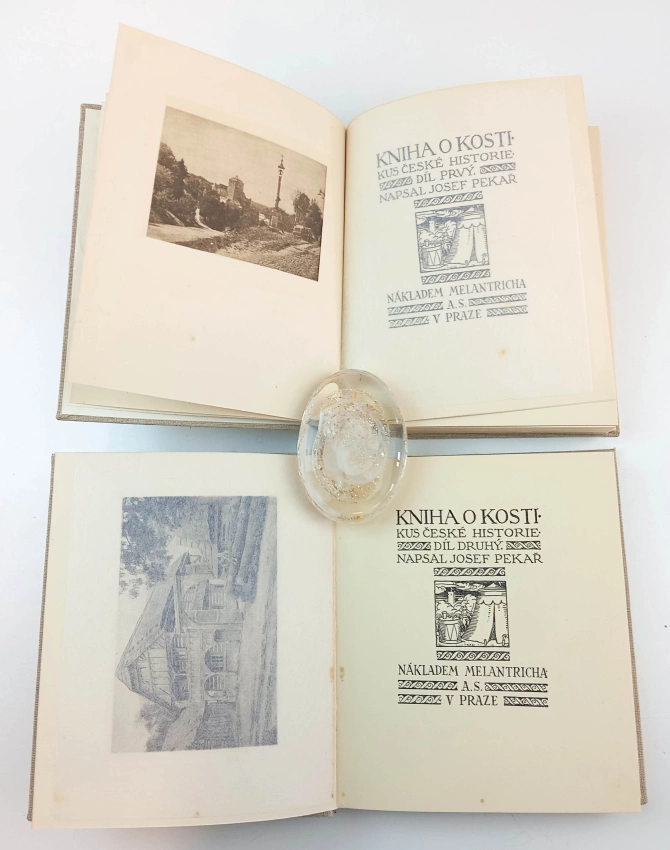 KNIHA O KOSTI·
KUS ČESKÉ HISTORIE·
DÍL PRVÝ.
NAPSAL JOSEF PEKAŘ
NÁKLADEM MELANTRICHA
A.S.
V PRAZE
KNIHA O KOSTI·
KUS ČESKÉ HISTORIE·
DÍL DRUHÝ.
NAPSAL JOSEF PEKAŘ
NÁKLADEM MELANTRICHA·
A.S.
V PRAZE